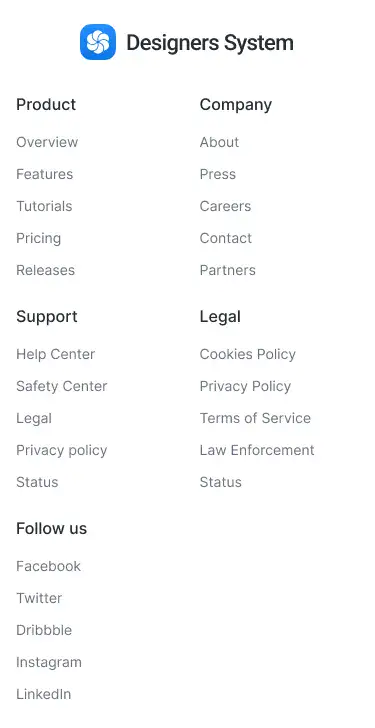 Designers System
Product
Overview
Features
Tutorials
Pricing
Releases
Company
About
Press
Careers
Contact
Partners
Support
Help Center
Safety Center
Legal
Privacy policy
Status
Legal
Cookies Policy
Privacy Policy
Terms of Service
Law Enforcement
Status
Follow us
Facebook
Twitter
Dribbble
Instagram
LinkedIn